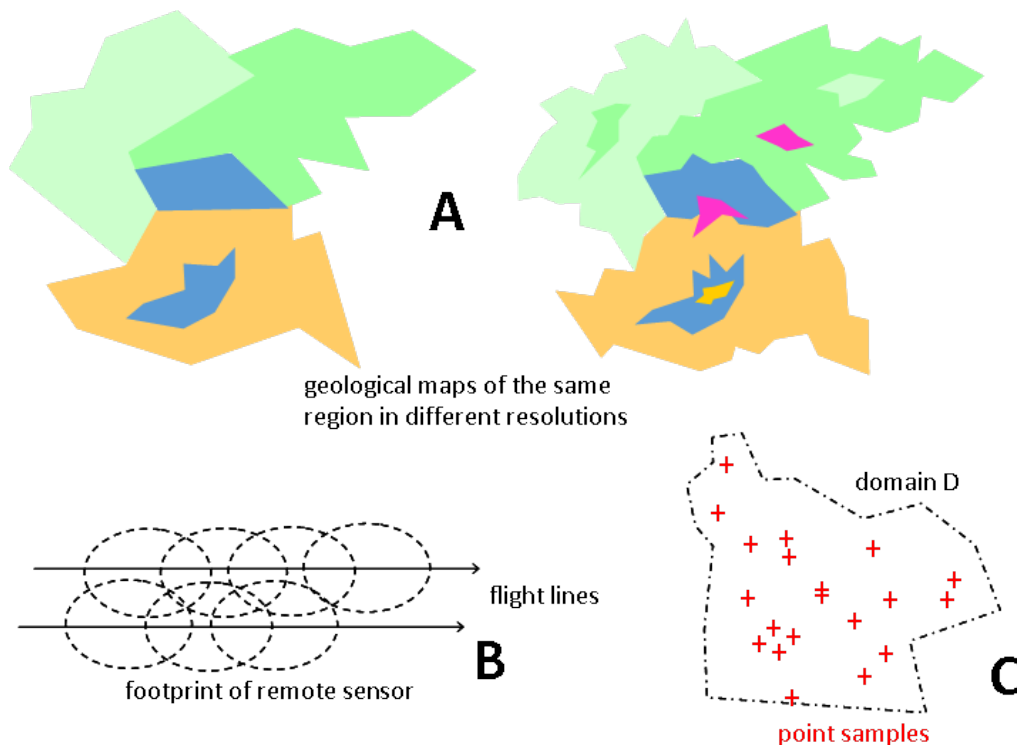 A
geological maps of the same
region in different resolutions
domain D
flight lines
B
footprint of remote sensor
C
point samples